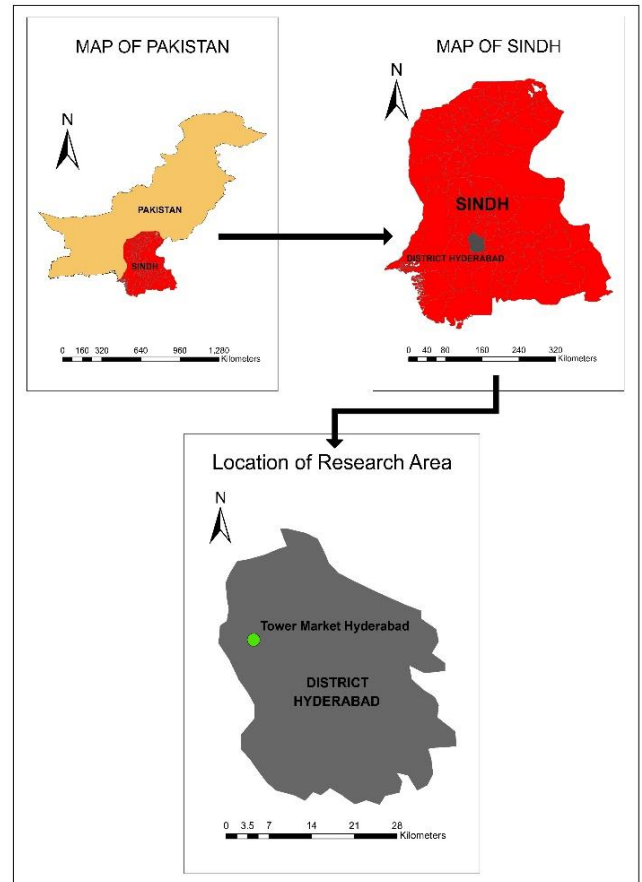 MAP OF PAKISTAN
N
PAKISTAN
SINDH
0 160 320 640 960 1,280
Kilometers
MAP OF SINDH
N
SINDH
DISTRICT HYDERABAD
0 40 80 160 240 320
Kilometers
Location of Research Area
N
Tower Market Hyderabad
DISTRICT
HYDERABAD
0 3.5 7 14 21 28
Kilometers